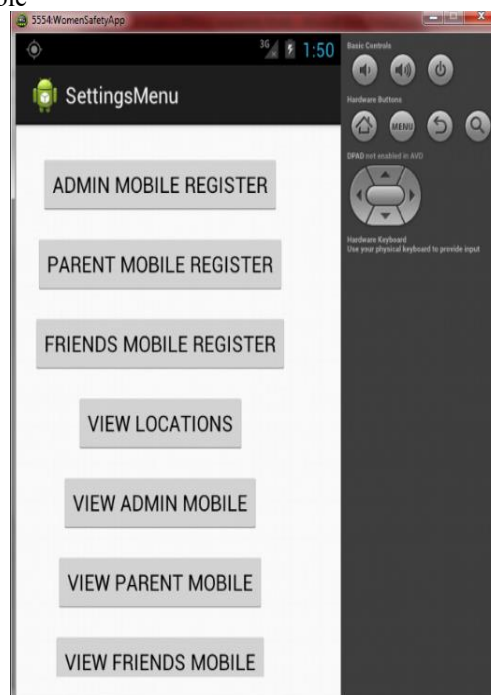 ble
5554:WomenSafetyApp
3G 1:50
SettingsMenu
ADMIN MOBILE REGISTER
PARENT MOBILE REGISTER
FRIENDS MOBILE REGISTER
VIEW LOCATIONS
VIEW ADMIN MOBILE
VIEW PARENT MOBILE
VIEW FRIENDS MOBILE
Basic Controls
Hardware Buttons
MENU
DPAD not enabled in AVD
Hardware Keyboard
Use your physical keyboard to provide input